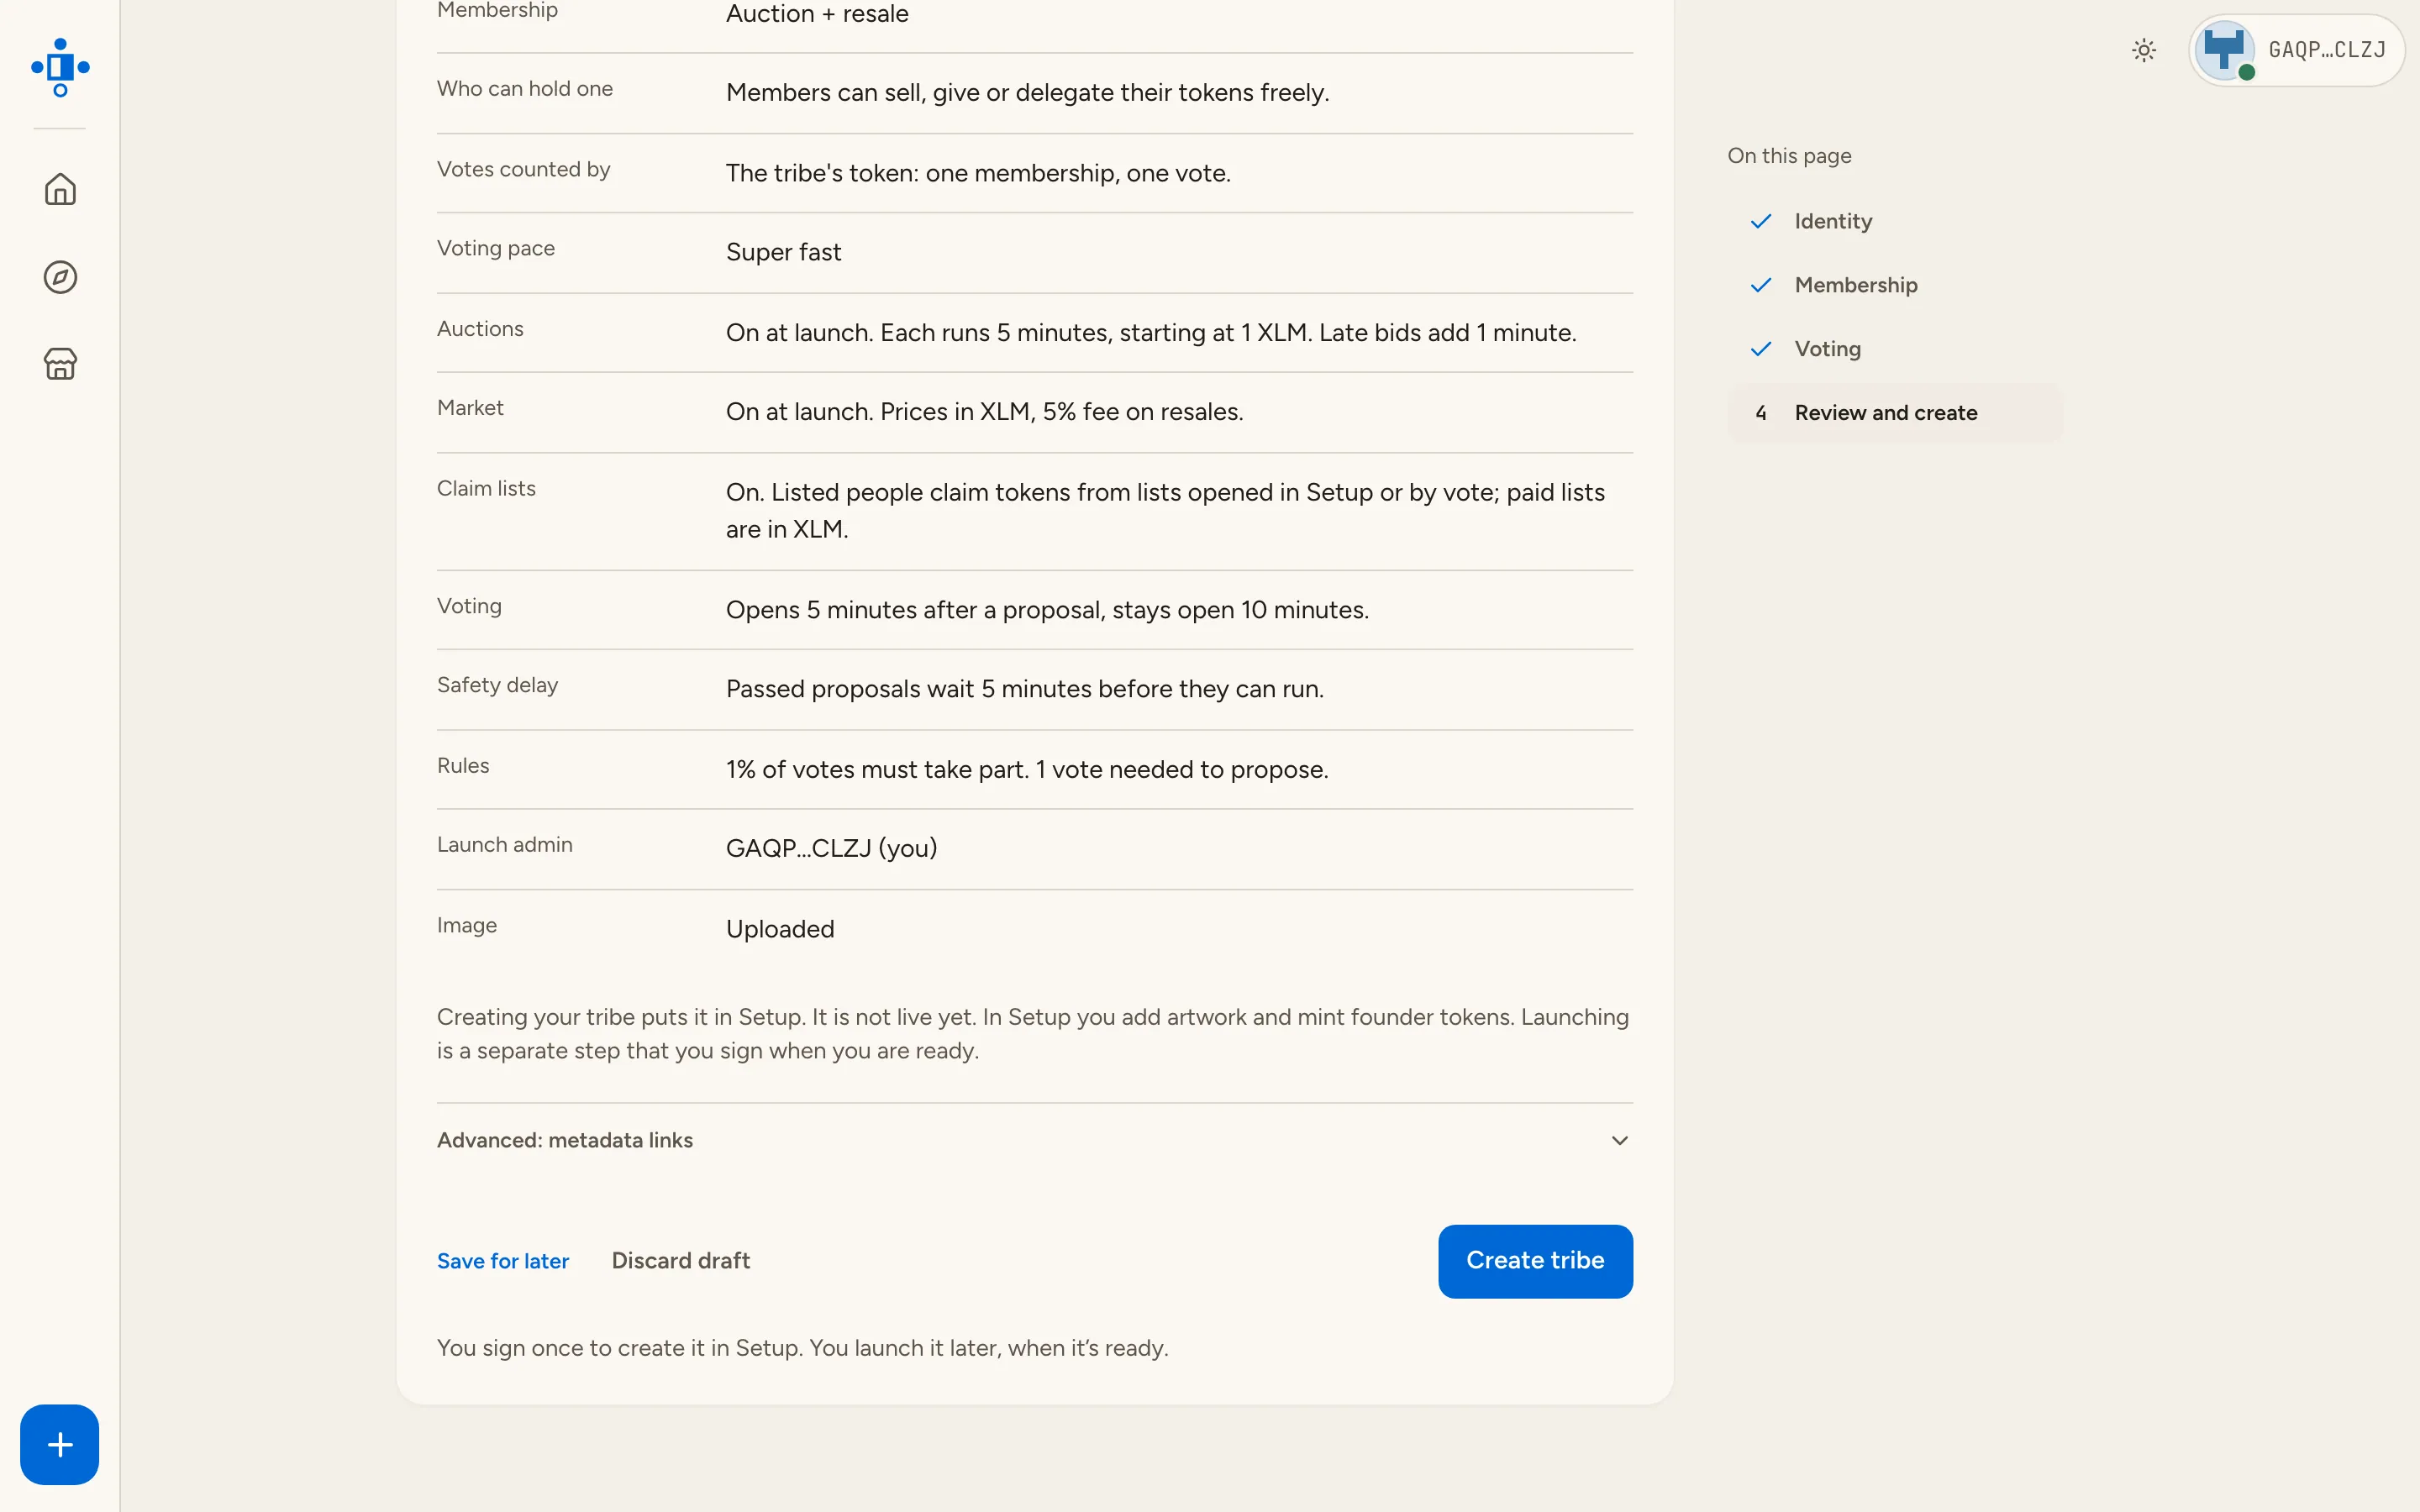 Membership
Auction + resale
GAQP...CLZJ
Who can hold one
Members can sell, give or delegate their tokens freely.
Votes counted by
The tribe's token: one membership, one vote.
Voting pace
Super fast
Auctions
On at launch. Each runs 5 minutes, starting at 1 XLM. Late bids add 1 minute.
Market
On at launch. Prices in XLM, 5% fee on resales.
Claim lists
On. Listed people claim tokens from lists opened in Setup or by vote; paid lists
are in XLM.
Voting
Opens 5 minutes after a proposal, stays open 10 minutes.
Safety delay
Passed proposals wait 5 minutes before they can run.
Rules
1% of votes must take part. 1 vote needed to propose.
Launch admin
GAQP...CLZJ (you)
Image
Uploaded
Creating your tribe puts it in Setup. It is not live yet. In Setup you add artwork and mint founder tokens. Launching
is a separate step that you sign when you are ready.
Advanced: metadata links
Save for later
Discard draft
Create tribe
You sign once to create it in Setup. You launch it later, when it’s ready.
On this page
Identity
Membership
Voting
4 Review and create